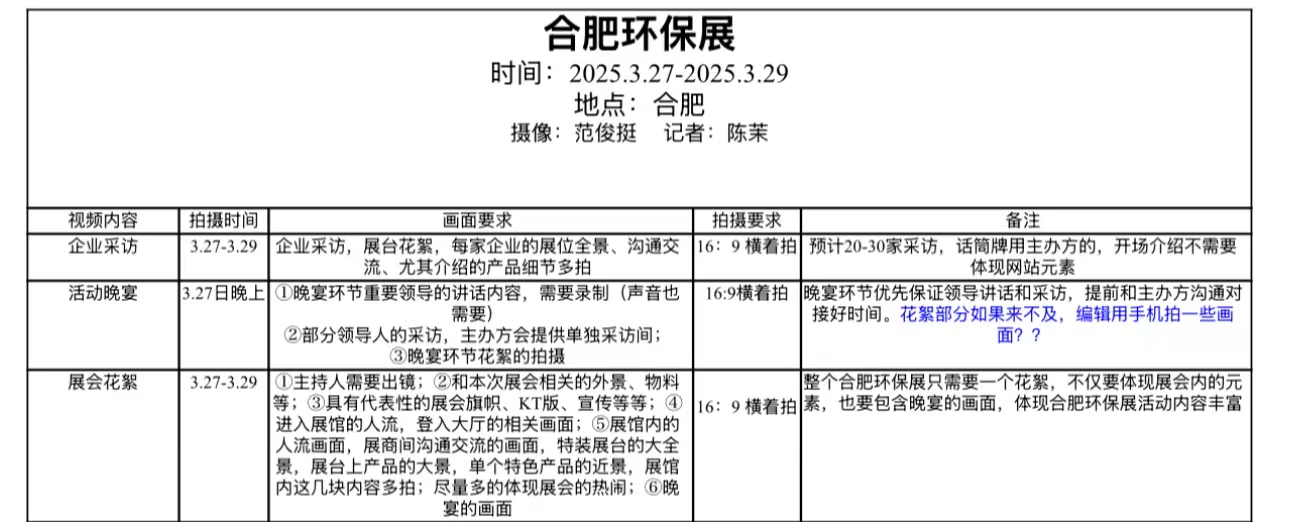 合肥环保展
时间：2025.3.27-2025.3.29
地点：合肥
摄像：范俊挺 记者：陈茉
视频内容 拍摄时间 画面要求 拍摄要求 备注
企业采访 3.27-3.29 企业采访，展台花絮，每家企业的展位全景、沟通交 16：9 横着拍 预计20-30家采访，话筒牌用主办方的，开场介绍不需要
流、尤其介绍的产品细节多拍 体现网站元素
活动晚宴 3.27日晚上 ①晚宴环节重要领导的讲话内容，需要录制（声音也 16:9横着拍 晚宴环节优先保证领导讲话和采访，提前和主办方沟通对
需要） 接好时间。花絮部分如果来不及，编辑用手机拍一些画
②部分领导人的采访，主办方会提供单独采访间； 面？？
③晚宴环节花絮的拍摄
展会花絮 3.27-3.29 ①主持人需要出镜；②和本次展会相关的外景、物料 整个合肥环保展只需要一个花絮，不仅要体现展会内的元
等；③具有代表性的展会旗帜、KT版、宣传等等；④ 16：9 横着拍 素，也要包含晚宴的画面，体现合肥环保展活动内容丰富
进入展馆的人流，登入大厅的相关画面；⑤展馆内的
人流画面，展商间沟通交流的画面，特装展台的大全
景，展台上产品的大景，单个特色产品的近景，展馆
内这几块内容多拍；尽量多的体现展会的热闹；⑥晚
宴的画面